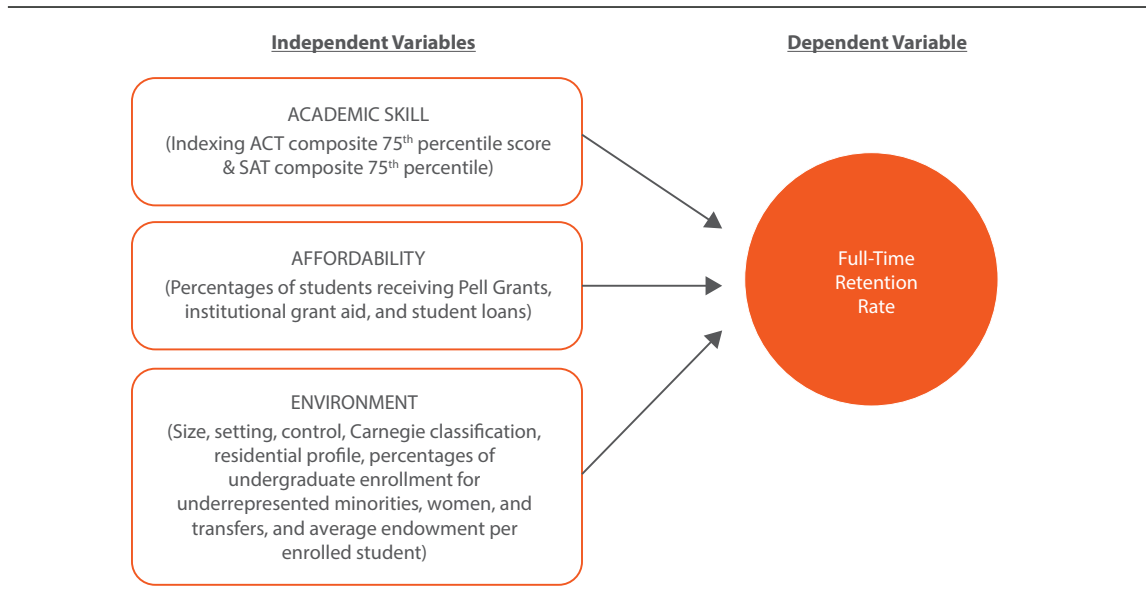 Independent Variables
Dependent Variable
ACADEMIC SKILL
(Indexing ACT composite 75th percentile score
& SAT composite 75th percentile)
AFFORDABILITY
(Percentages of students receiving Pell Grants,
institutional grant aid, and student loans)
ENVIRONMENT
(Size, setting, control, Carnegie classification,
residential profile, percentages of
undergraduate enrollment for
underrepresented minorities, women, and
transfers, and average endowment per
enrolled student)
Full-Time
Retention
Rate